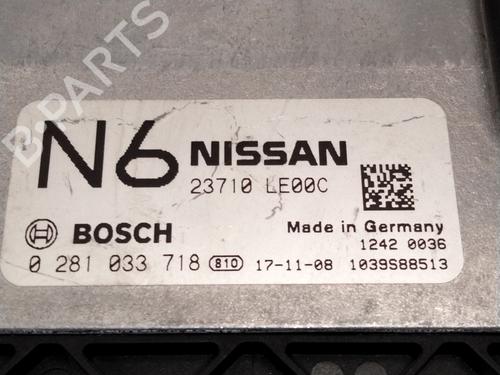 N6 NISSAN
23710 LE00C
BOSCH Made in Germany
1242 0036
0 281 033 718 810 17-11-08 1039S88513
B-PARTS